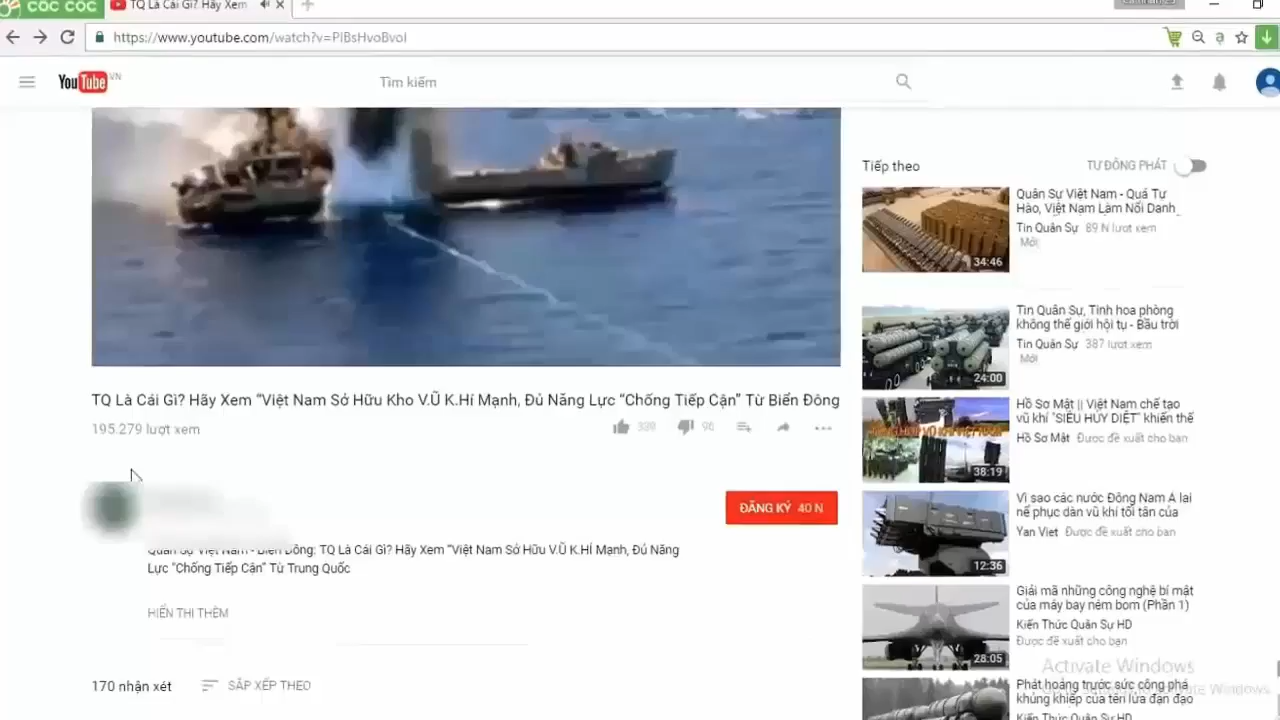 CỐC CỐC
TQ Là Cái Gì? Hãy Xem
https://www.youtube.com/watch?v=PlBsHvoBvoI
YouTube VN
Tìm kiếm
Tiếp theo
TỰ ĐỘNG PHÁT
Quân Sự Việt Nam - Quá Tự
Hào, Việt Nam Làm Nổi Danh
Tin Quân Sự 89 N lượt xem
Mới
34:46
Tin Quân Sự, Tinh hoa phòng
không thế giới hội tụ - Bầu trời
Tin Quân Sự 387 lượt xem
Mới
24:00
Hồ Sơ Mật || Việt Nam chế tạo
vũ khí "SIÊU HỦY DIỆT" khiến thế
Hồ Sơ Mật Được đề xuất cho bạn
38:19
Vì sao các nước Đông Nam Á lại
nể phục dàn vũ khí tối tân của
Yan Viet Được đề xuất cho bạn
12:36
Giải mã những công nghệ bí mật
của máy bay ném bom (Phần 1)
Kiến Thức Quân Sự HD
Được đề xuất cho bạn
28:05
Phát hoảng trước sức công phá
khủng khiếp của tên lửa đạn đạo
Kiến Thức Quân Sự HD
TQ Là Cái Gì? Hãy Xem “Việt Nam Sở Hữu Kho V.Ũ K.Hí Mạnh, Đủ Năng Lực “Chống Tiếp Cận” Từ Biển Đông
195.279 lượt xem
339 96
ĐĂNG KÝ 40 N
Quân Sự Việt Nam - Biển Đông: TQ Là Cái Gì? Hãy Xem “Việt Nam Sở Hữu V.Ũ K.HÍ Mạnh, Đủ Năng
Lực “Chống Tiếp Cận” Từ Trung Quốc
HIỂN THỊ THÊM
170 nhận xét
SẮP XẾP THEO
Activate Windows